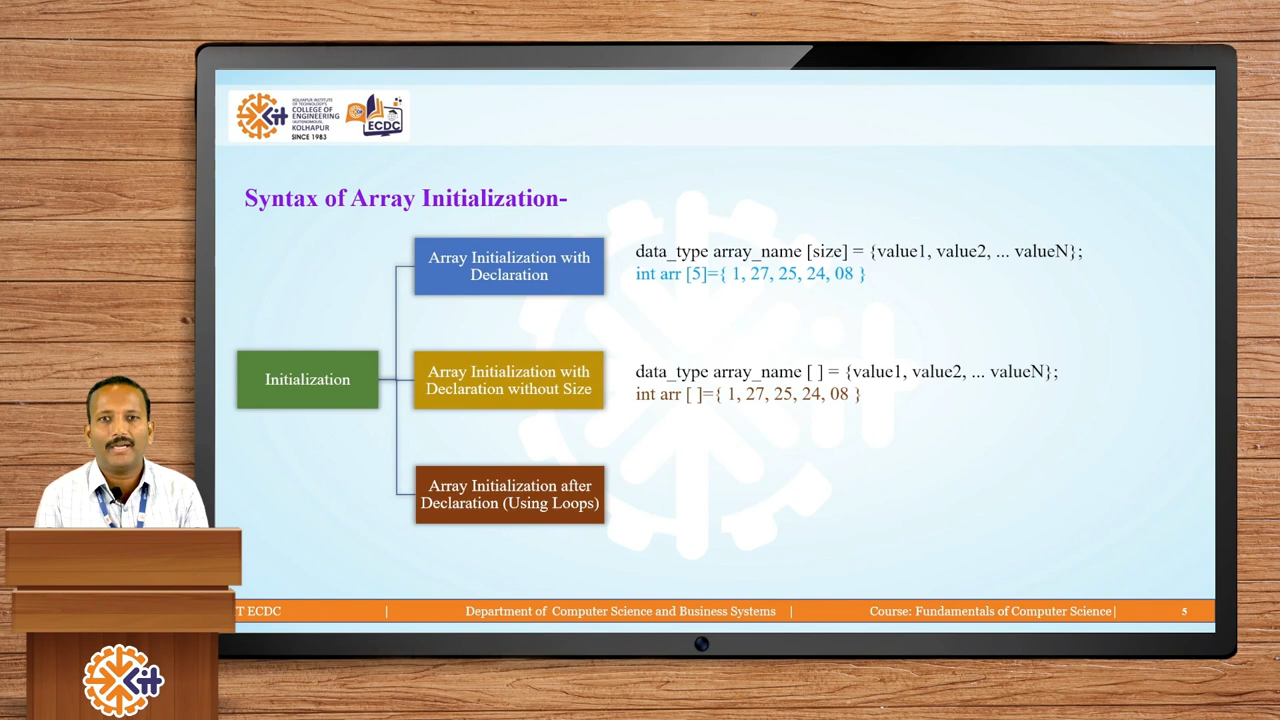 KOLHAPUR INSTITUTE
OF TECHNOLOGY'S
COLLEGE OF
ENGINEERING
(AUTONOMOUS),
KOLHAPUR
SINCE 1983
kit
ECDC
Syntax of Array Initialization-
Array Initialization with
Declaration
data_type array_name [size] = {value1, value2, ... valueN};
int arr [5]={ 1, 27, 25, 24, 08 }
Initialization
Array Initialization with
Declaration without Size
data_type array_name [ ] = {value1, value2, ... valueN};
int arr [ ]={ 1, 27, 25, 24, 08 }
Array Initialization after
Declaration (Using Loops)
T ECDC | Department of Computer Science and Business Systems | Course: Fundamentals of Computer Science| 5
kit